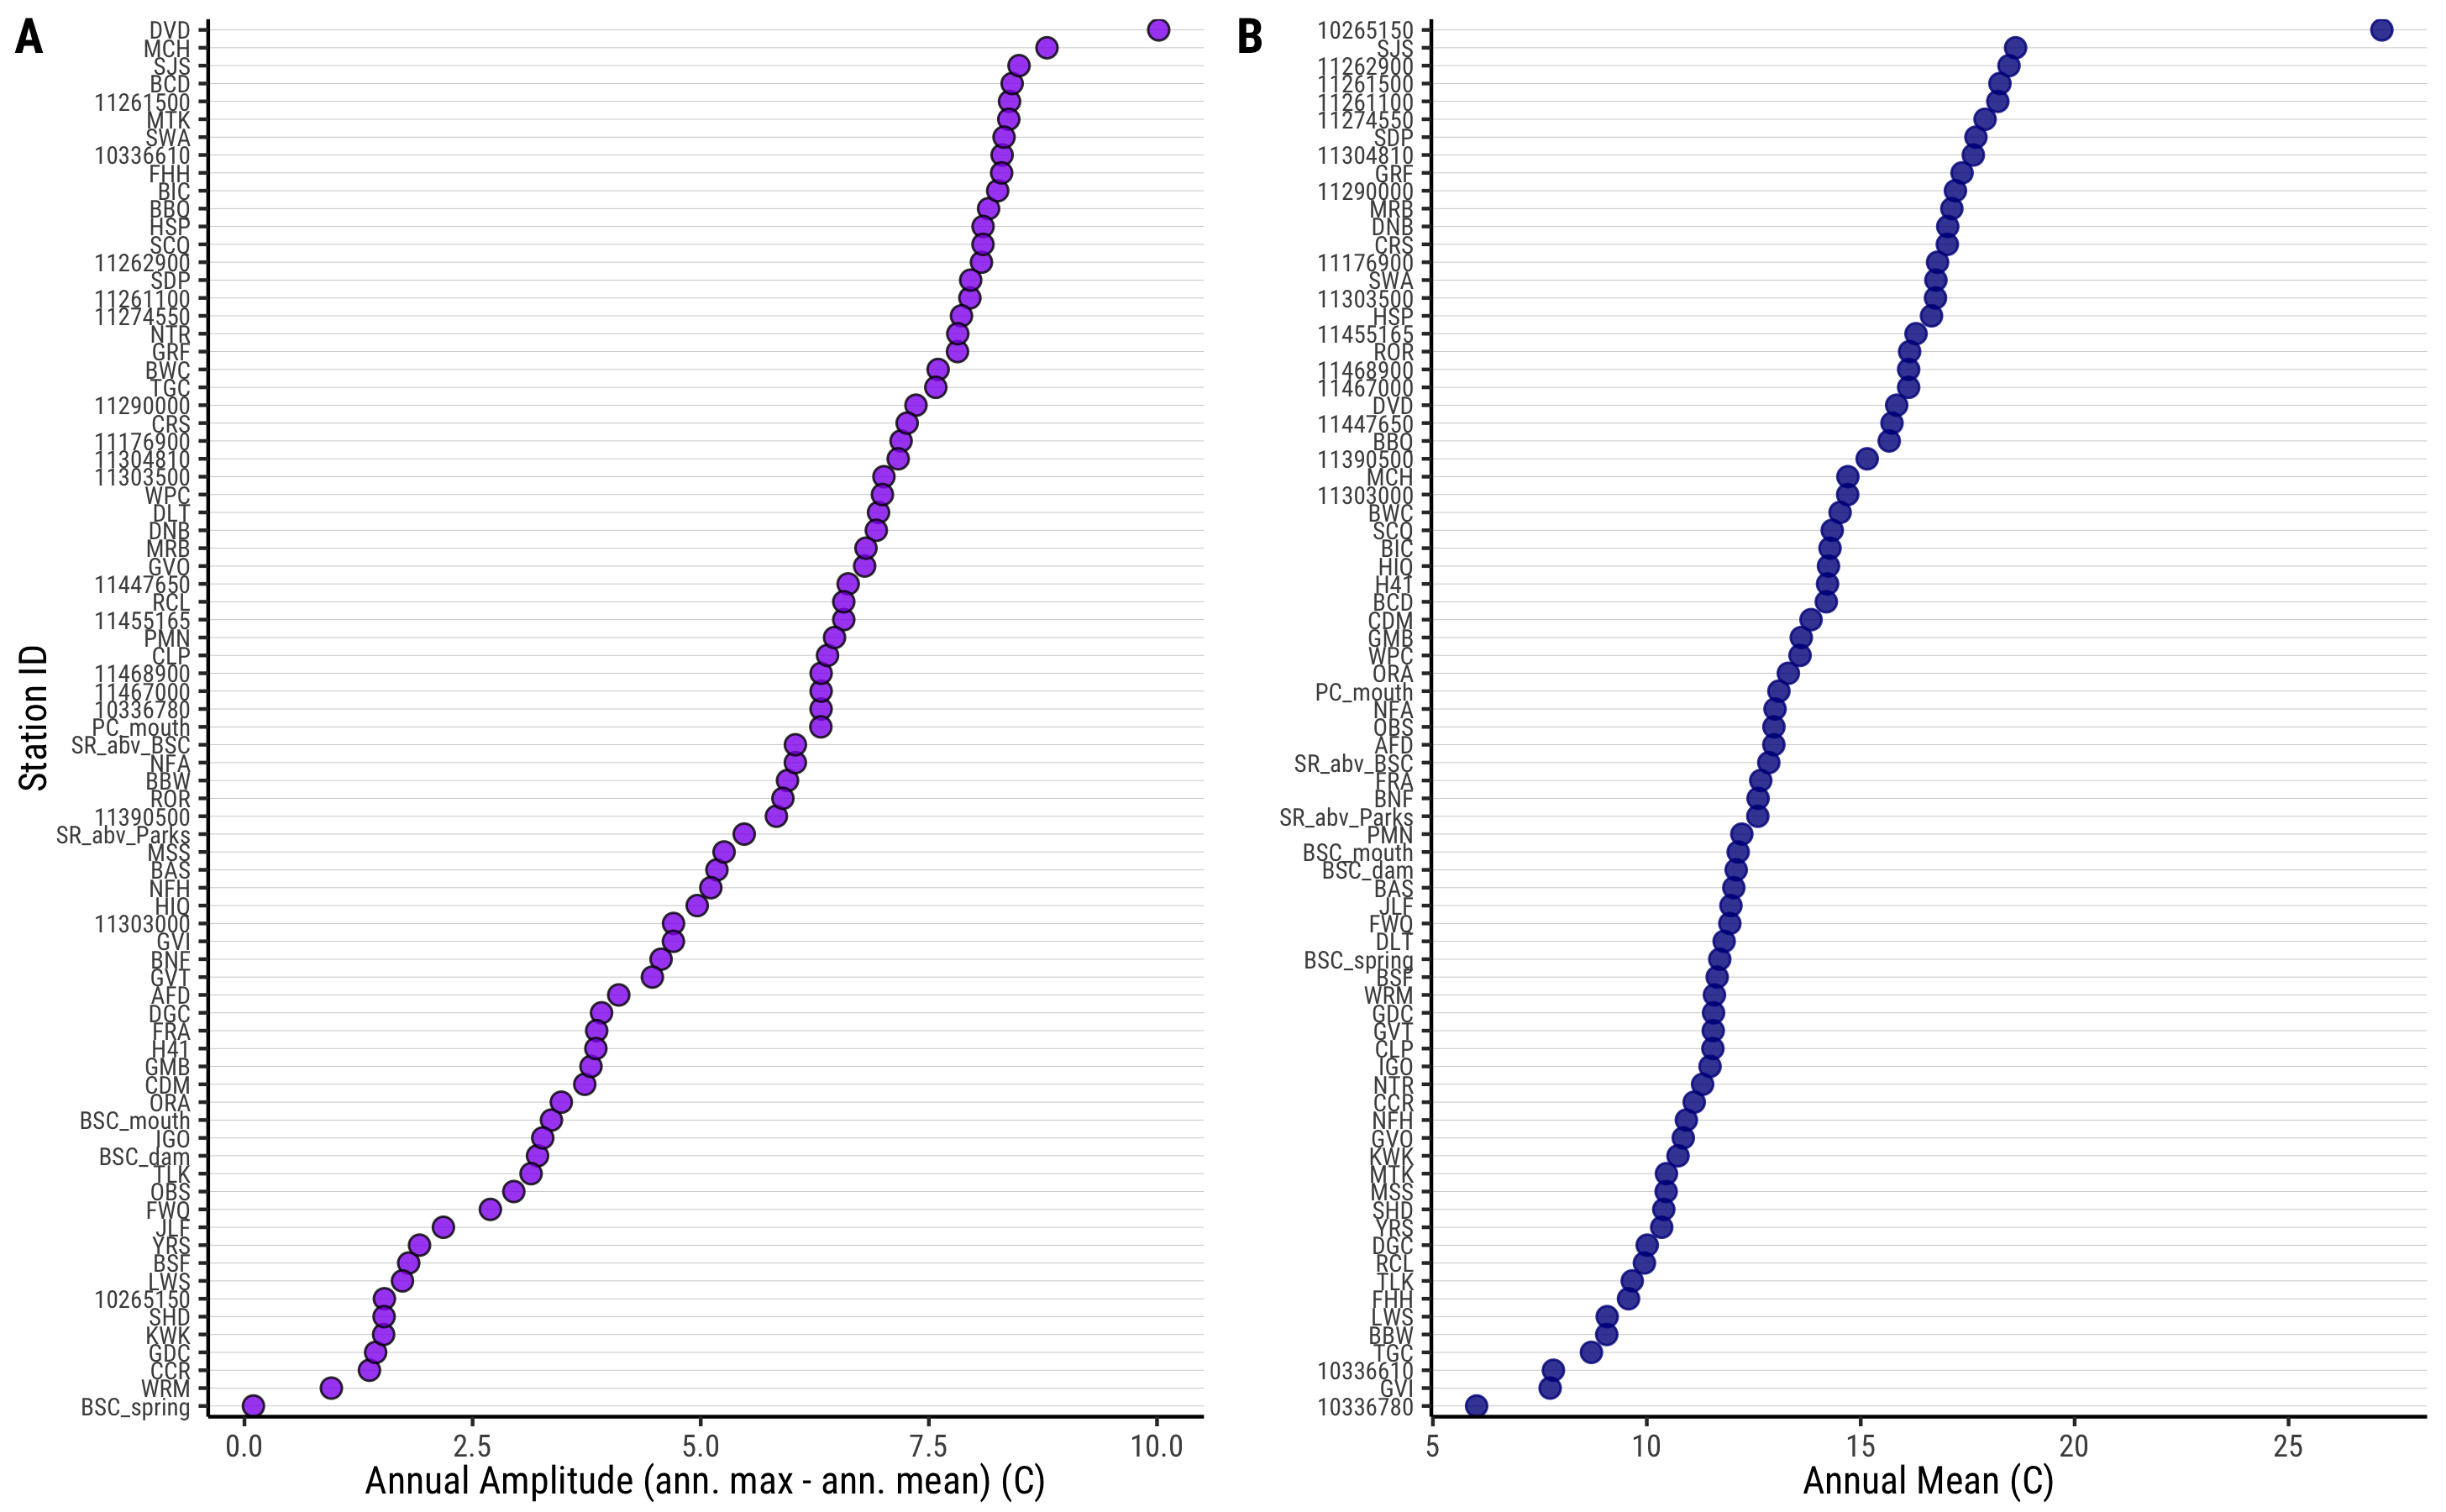 A
DVD
MCH
SJS
BCD
11261500
MTK
SWA
10336610
FHH
BIC
BBQ
HSP
SCO
11262900
SDP
11261100
11274550
NTR
GRF
BWC
TGC
11290000
CRS
11176900
11304810
11303500
WPC
DLT
DNB
MRB
GVO
11447650
RCL
11455165
PMN
CLP
11468900
11467000
10336780
PC_mouth
SR_abv_BSC
NFA
BBW
ROR
11390500
SR_abv_Parks
MSS
BAS
NFH
HIO
11303000
GVI
BNF
GVT
AFD
DGC
FRA
H41
GMB
CDM
ORA
BSC_mouth
IGO
BSC_dam
TLK
OBS
FWQ
JLF
YRS
BSF
LWS
10265150
SHD
KWK
GDC
CCR
WRM
BSC_spring
Station ID
0.0 2.5 5.0 7.5 10.0
Annual Amplitude (ann. max - ann. mean) (C)
B
10265150
SJS
11262900
11261500
11261100
11274550
SDP
11304810
GRF
11290000
MRB
DNB
CRS
11176900
SWA
11303500
HSP
11455165
ROR
11468900
11467000
DVD
11447650
BBQ
11390500
MCH
11303000
BWC
SCO
BIC
HIO
H41
BCD
CDM
GMB
WPC
ORA
PC_mouth
NFA
OBS
AFD
SR_abv_BSC
FRA
BNF
SR_abv_Parks
PMN
BSC_mouth
BSC_dam
BAS
JLF
FWQ
DLT
BSC_spring
BSF
WRM
GDC
GVT
CLP
IGO
NTR
CCR
NFH
GVO
KWK
MTK
MSS
SHD
YRS
DGC
RCL
TLK
FHH
LWS
BBW
TGC
10336610
GVI
10336780
5 10 15 20 25
Annual Mean (C)